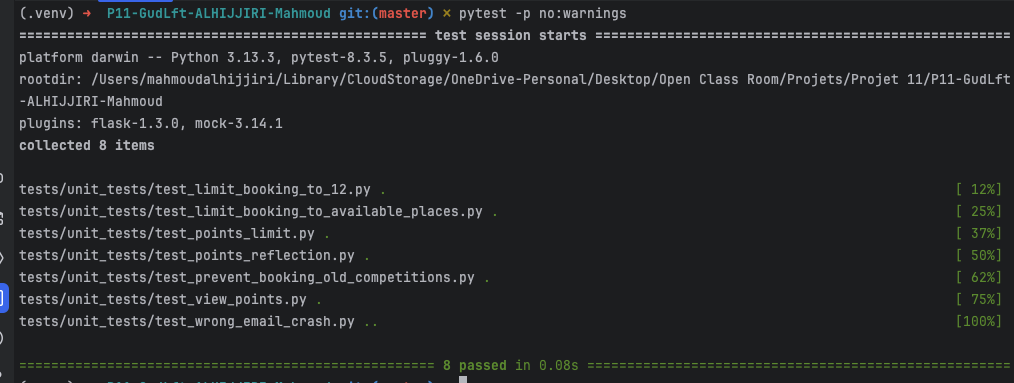 (.venv) ➜ P11-GudLft-ALHIJJIRI-Mahmoud git:(master) ✗ pytest -p no:warnings
=================================================== test session starts ====================================================
platform darwin -- Python 3.13.3, pytest-8.3.5, pluggy-1.6.0
rootdir: /Users/mahmoudalhijjiri/Library/CloudStorage/OneDrive-Personal/Desktop/Open Class Room/Projets/Projet 11/P11-GudLft
-ALHIJJIRI-Mahmoud
plugins: flask-1.3.0, mock-3.14.1
collected 8 items
tests/unit_tests/test_limit_booking_to_12.py . [ 12%]
tests/unit_tests/test_limit_booking_to_available_places.py . [ 25%]
tests/unit_tests/test_points_limit.py . [ 37%]
tests/unit_tests/test_points_reflection.py . [ 50%]
tests/unit_tests/test_prevent_booking_old_competitions.py . [ 62%]
tests/unit_tests/test_view_points.py . [ 75%]
tests/unit_tests/test_wrong_email_crash.py .. [100%]
==================================================== 8 passed in 0.08s =====================================================